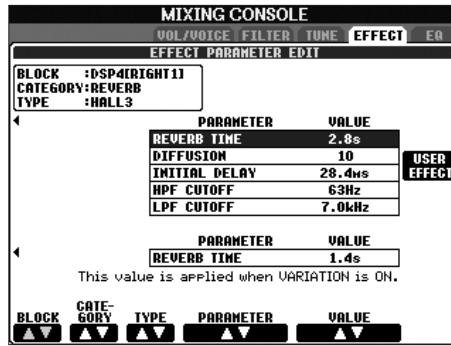 MIXING CONSOLE
VOL/VOICE FILTER TUNE EFFECT EQ
EFFECT PARAMETER EDIT
BLOCK :DSP4[RIGHT1]
CATEGORY:REVERB
TYPE :HALL3
PARAMETER VALUE
REVERB TIME 2.8s
DIFFUSION 10
INITIAL DELAY 28.4ms
HPF CUTOFF 63Hz
LPF CUTOFF 7.0kHz
USER
EFFECT
PARAMETER VALUE
REVERB TIME 1.4s
This value is applied when VARIATION is ON.
BLOCK CATE-
GORY TYPE PARAMETER VALUE